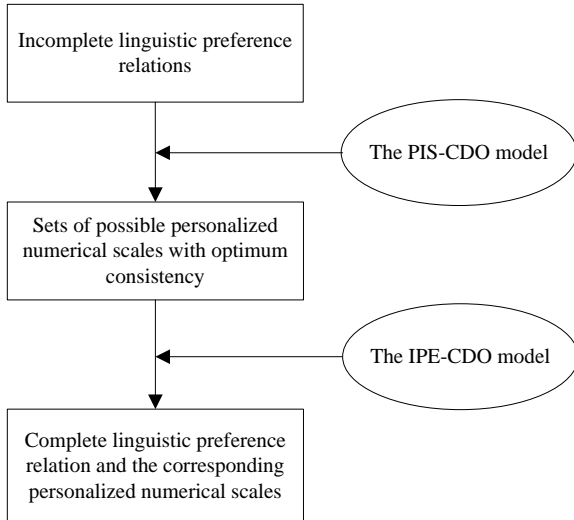 Incomplete linguistic preference
relations
The PIS-CDO model
Sets of possible personalized
numerical scales with optimum
consistency
The IPE-CDO model
Complete linguistic preference
relation and the corresponding
personalized numerical scales